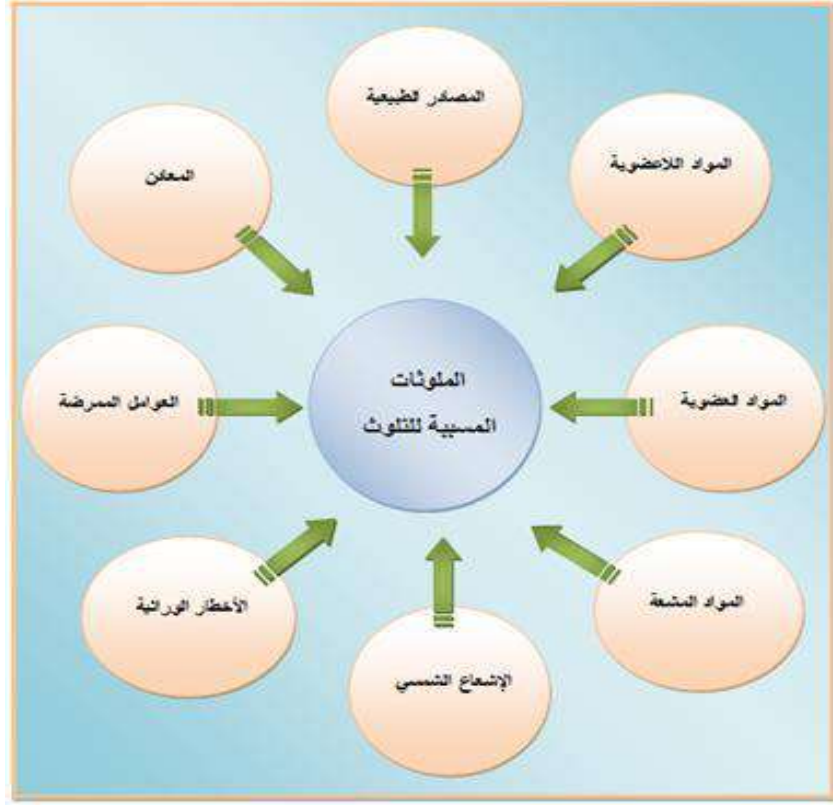 المصادر الطبيعية
المواد اللاعضوية
المعادن
المواد العضوية
العوامل الممرضة
الملوثات
المسببة للتلوث
المواد المشعة
الأخطار الوراثية
الإشعاع الشمسي